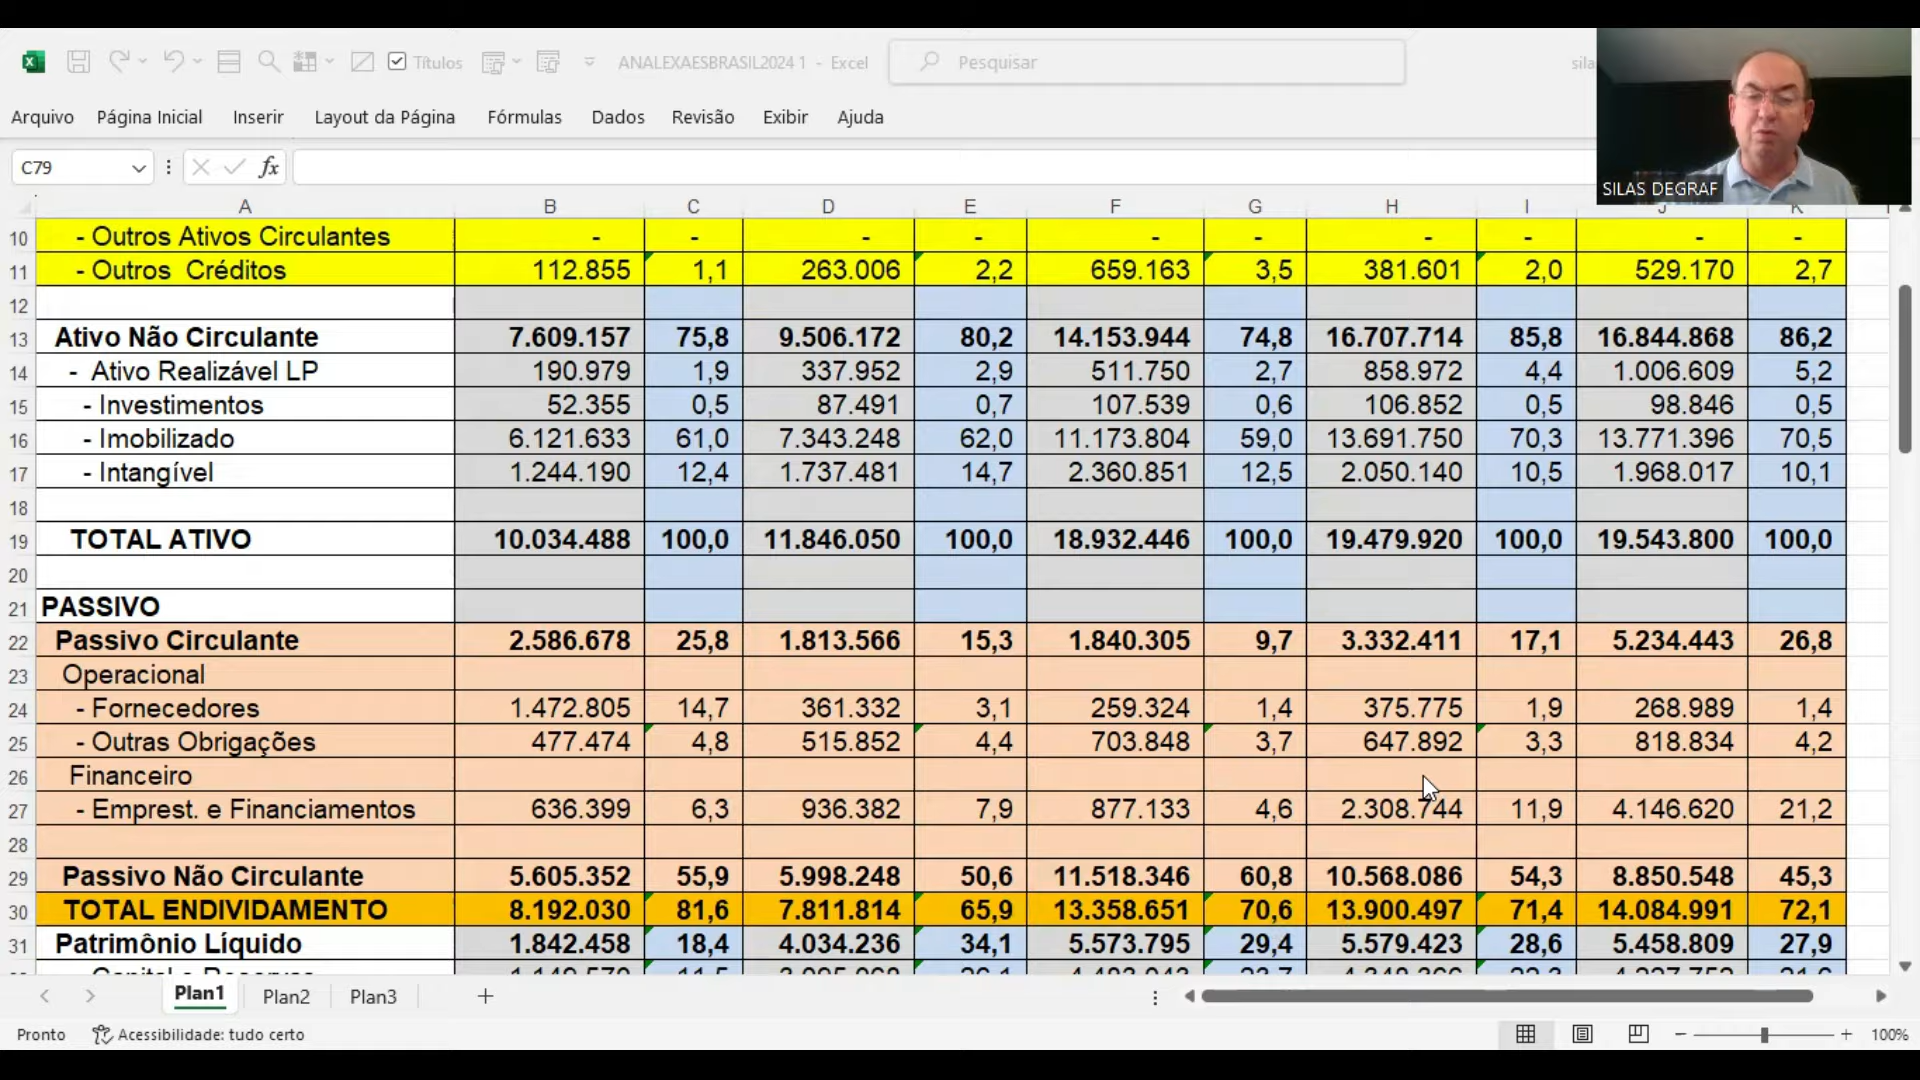 Títulos ANALEXAESBRASIL2024 1 - Excel Pesquisar sila
Arquivo Página Inicial Inserir Layout da Página Fórmulas Dados Revisão Exibir Ajuda
C79 fx
SILAS DEGRAF
A B C D E F G H I J K
10 - Outros Ativos Circulantes - - - - - - - - - -
11 - Outros Créditos 112.855 1,1 263.006 2,2 659.163 3,5 381.601 2,0 529.170 2,7
12
13 Ativo Não Circulante 7.609.157 75,8 9.506.172 80,2 14.153.944 74,8 16.707.714 85,8 16.844.868 86,2
14 - Ativo Realizável LP 190.979 1,9 337.952 2,9 511.750 2,7 858.972 4,4 1.006.609 5,2
15 - Investimentos 52.355 0,5 87.491 0,7 107.539 0,6 106.852 0,5 98.846 0,5
16 - Imobilizado 6.121.633 61,0 7.343.248 62,0 11.173.804 59,0 13.691.750 70,3 13.771.396 70,5
17 - Intangível 1.244.190 12,4 1.737.481 14,7 2.360.851 12,5 2.050.140 10,5 1.968.017 10,1
18
19 TOTAL ATIVO 10.034.488 100,0 11.846.050 100,0 18.932.446 100,0 19.479.920 100,0 19.543.800 100,0
20
21 PASSIVO
22 Passivo Circulante 2.586.678 25,8 1.813.566 15,3 1.840.305 9,7 3.332.411 17,1 5.234.443 26,8
23 Operacional
24 - Fornecedores 1.472.805 14,7 361.332 3,1 259.324 1,4 375.775 1,9 268.989 1,4
25 - Outras Obrigações 477.474 4,8 515.852 4,4 703.848 3,7 647.892 3,3 818.834 4,2
26 Financeiro
27 - Emprest. e Financiamentos 636.399 6,3 936.382 7,9 877.133 4,6 2.308.744 11,9 4.146.620 21,2
28
29 Passivo Não Circulante 5.605.352 55,9 5.998.248 50,6 11.518.346 60,8 10.568.086 54,3 8.850.548 45,3
30 TOTAL ENDIVIDAMENTO 8.192.030 81,6 7.811.814 65,9 13.358.651 70,6 13.900.497 71,4 14.084.991 72,1
31 Patrimônio Líquido 1.842.458 18,4 4.034.236 34,1 5.573.795 29,4 5.579.423 28,6 5.458.809 27,9
Plan1 Plan2 Plan3
Pronto Acessibilidade: tudo certo 100%